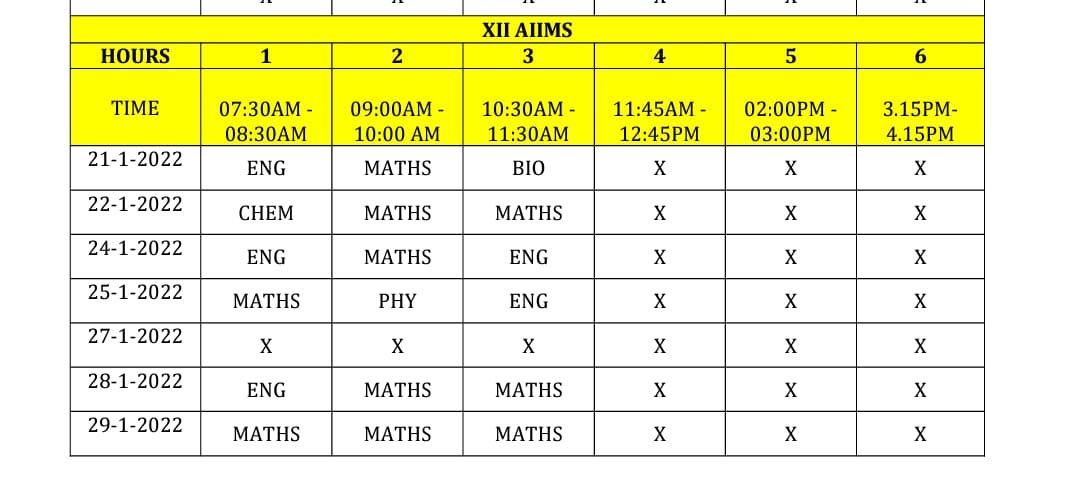 XII AIIMS
HOURS 1 2 3 4 5 6
TIME 07:30AM - 08:30AM 09:00AM - 10:00 AM 10:30AM - 11:30AM 11:45AM - 12:45PM 02:00PM - 03:00PM 3.15PM- 4.15PM
21-1-2022 ENG MATHS BIO X X X
22-1-2022 CHEM MATHS MATHS X X X
24-1-2022 ENG MATHS ENG X X X
25-1-2022 MATHS PHY ENG X X X
27-1-2022 X X X X X X
28-1-2022 ENG MATHS MATHS X X X
29-1-2022 MATHS MATHS MATHS X X X